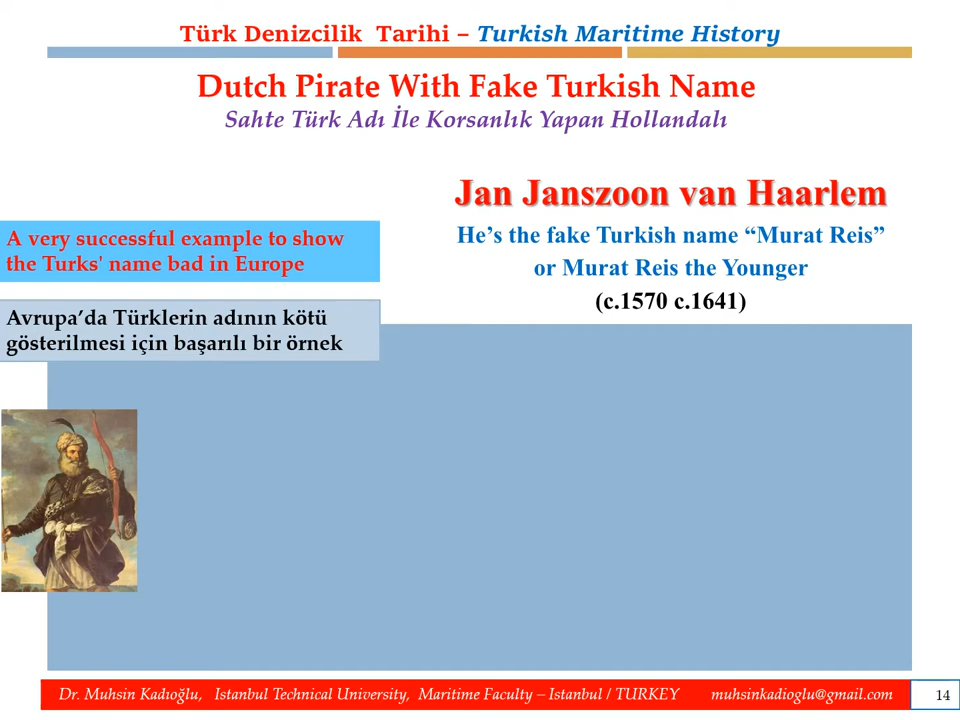 Türk Denizcilik Tarihi – Turkish Maritime History
Dutch Pirate With Fake Turkish Name
Sahte Türk Adı İle Korsanlık Yapan Hollandalı
Jan Janszoon van Haarlem
He’s the fake Turkish name “Murat Reis”
or Murat Reis the Younger
(c.1570 c.1641)
A very successful example to show
the Turks' name bad in Europe
Avrupa’da Türklerin adının kötü
gösterilmesi için başarılı bir örnek
Dr. Muhsin Kadıoğlu, Istanbul Technical University, Maritime Faculty – Istanbul / TURKEY muhsinkadioglu@gmail.com 14